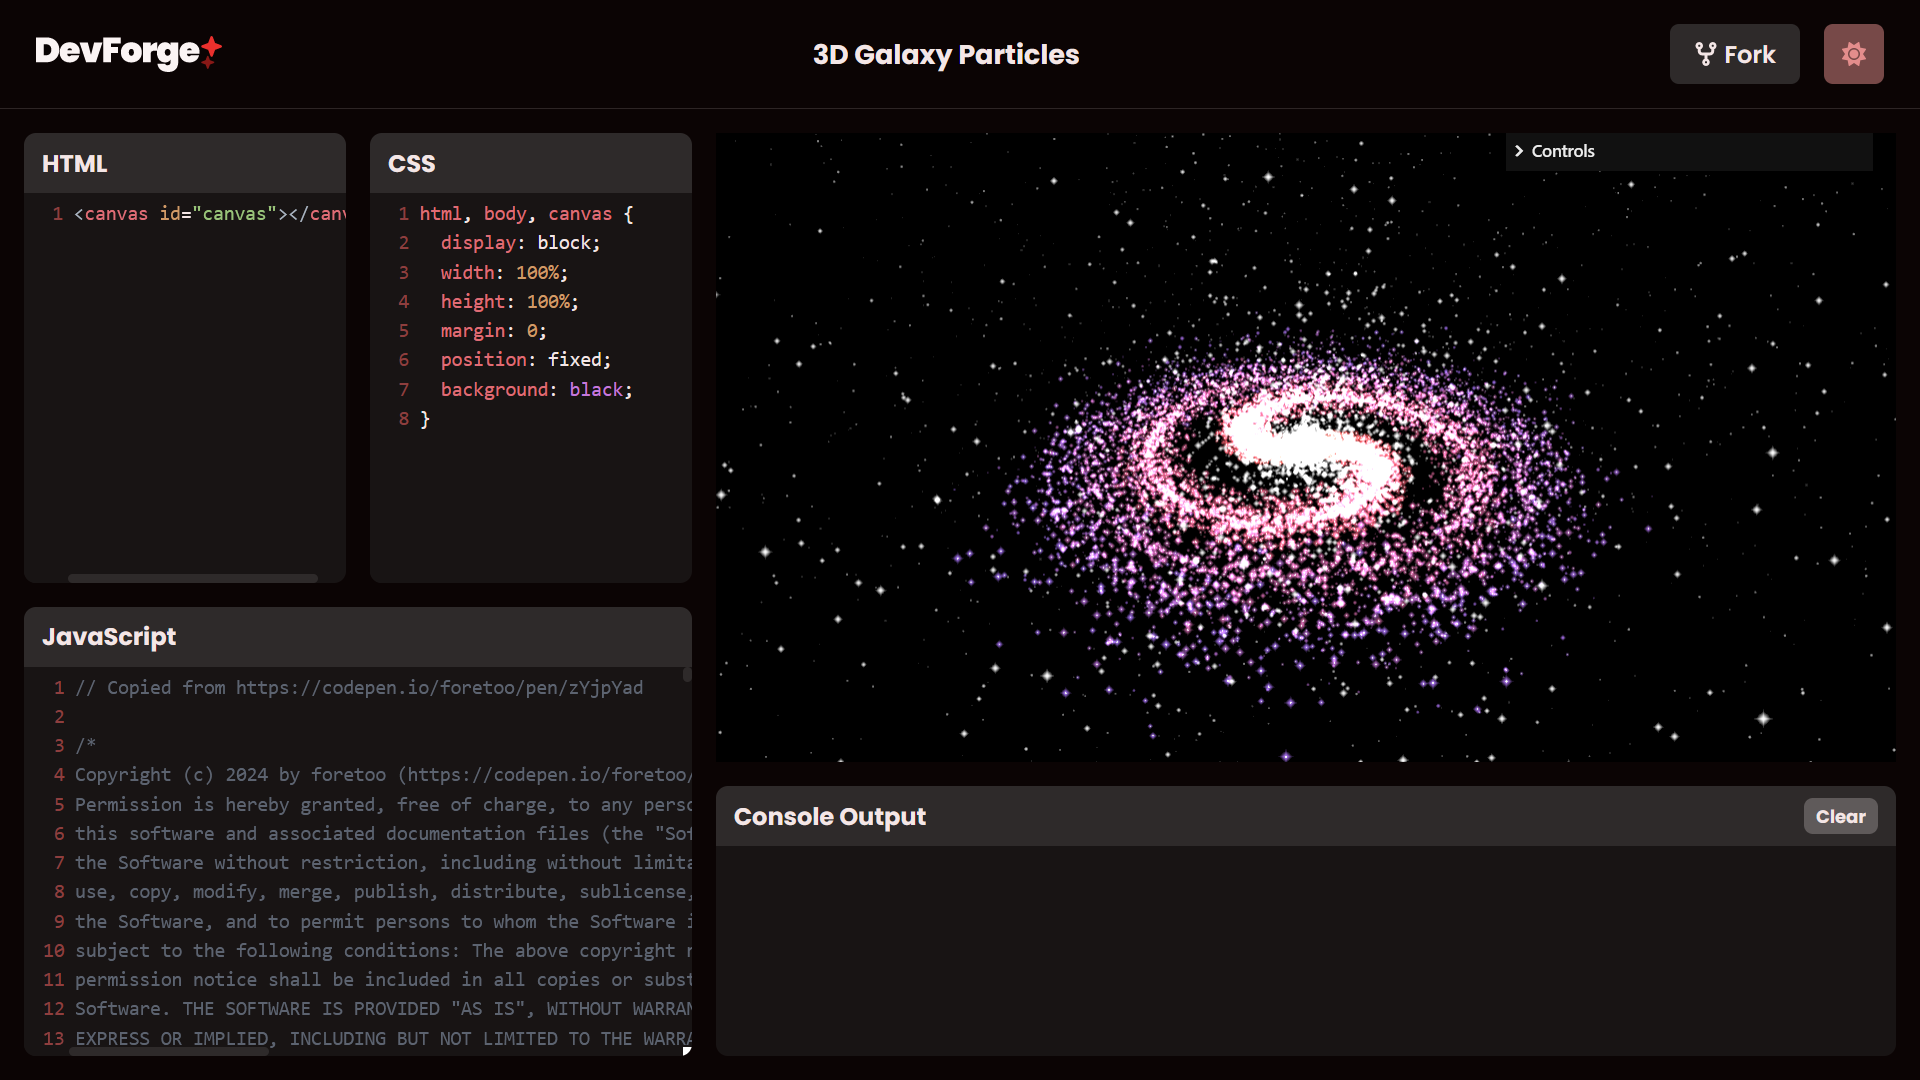 DevForge
3D Galaxy Particles
Fork
HTML
1 <canvas id="canvas"></can
CSS
1 html, body, canvas {
2 display: block;
3 width: 100%;
4 height: 100%;
5 margin: 0;
6 position: fixed;
7 background: black;
8 }
Controls
JavaScript
1 // Copied from https://codepen.io/foretoo/pen/zYjpYad
2
3 /*
4 Copyright (c) 2024 by foretoo (https://codepen.io/foretoo/
5 Permission is hereby granted, free of charge, to any perso
6 this software and associated documentation files (the "Sof
7 the Software without restriction, including without limita
8 use, copy, modify, merge, publish, distribute, sublicense,
9 the Software, and to permit persons to whom the Software i
10 subject to the following conditions: The above copyright n
11 permission notice shall be included in all copies or subst
12 Software. THE SOFTWARE IS PROVIDED "AS IS", WITHOUT WARRAN
13 EXPRESS OR IMPLIED, INCLUDING BUT NOT LIMITED TO THE WARRA
Console Output
Clear